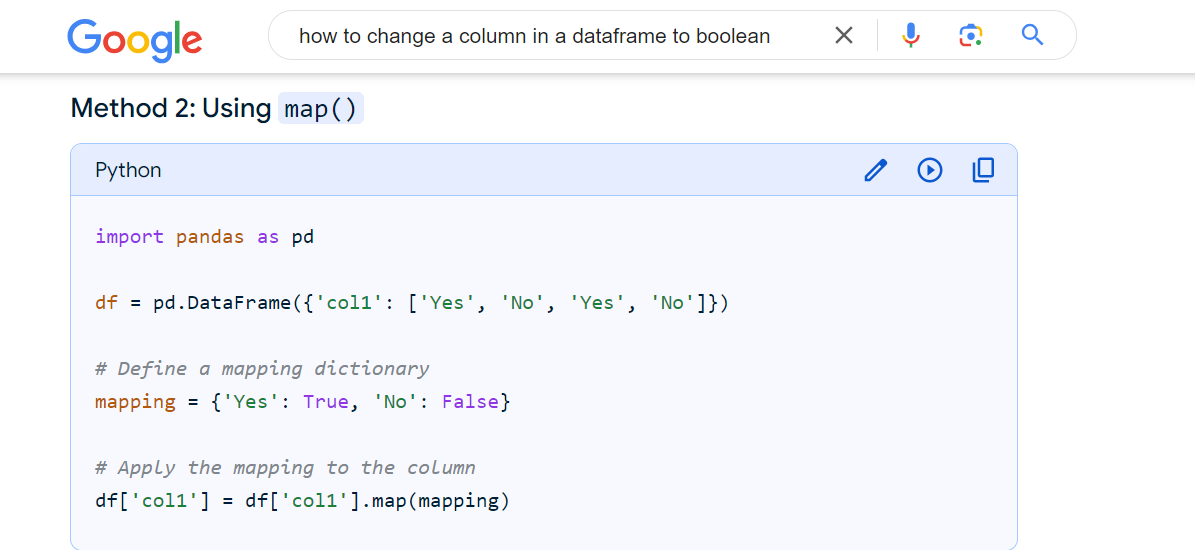 Google
how to change a column in a dataframe to boolean
Method 2: Using map()
Python
import pandas as pd
df = pd.DataFrame({'col1': ['Yes', 'No', 'Yes', 'No']})
# Define a mapping dictionary
mapping = {'Yes': True, 'No': False}
# Apply the mapping to the column
df['col1'] = df['col1'].map(mapping)